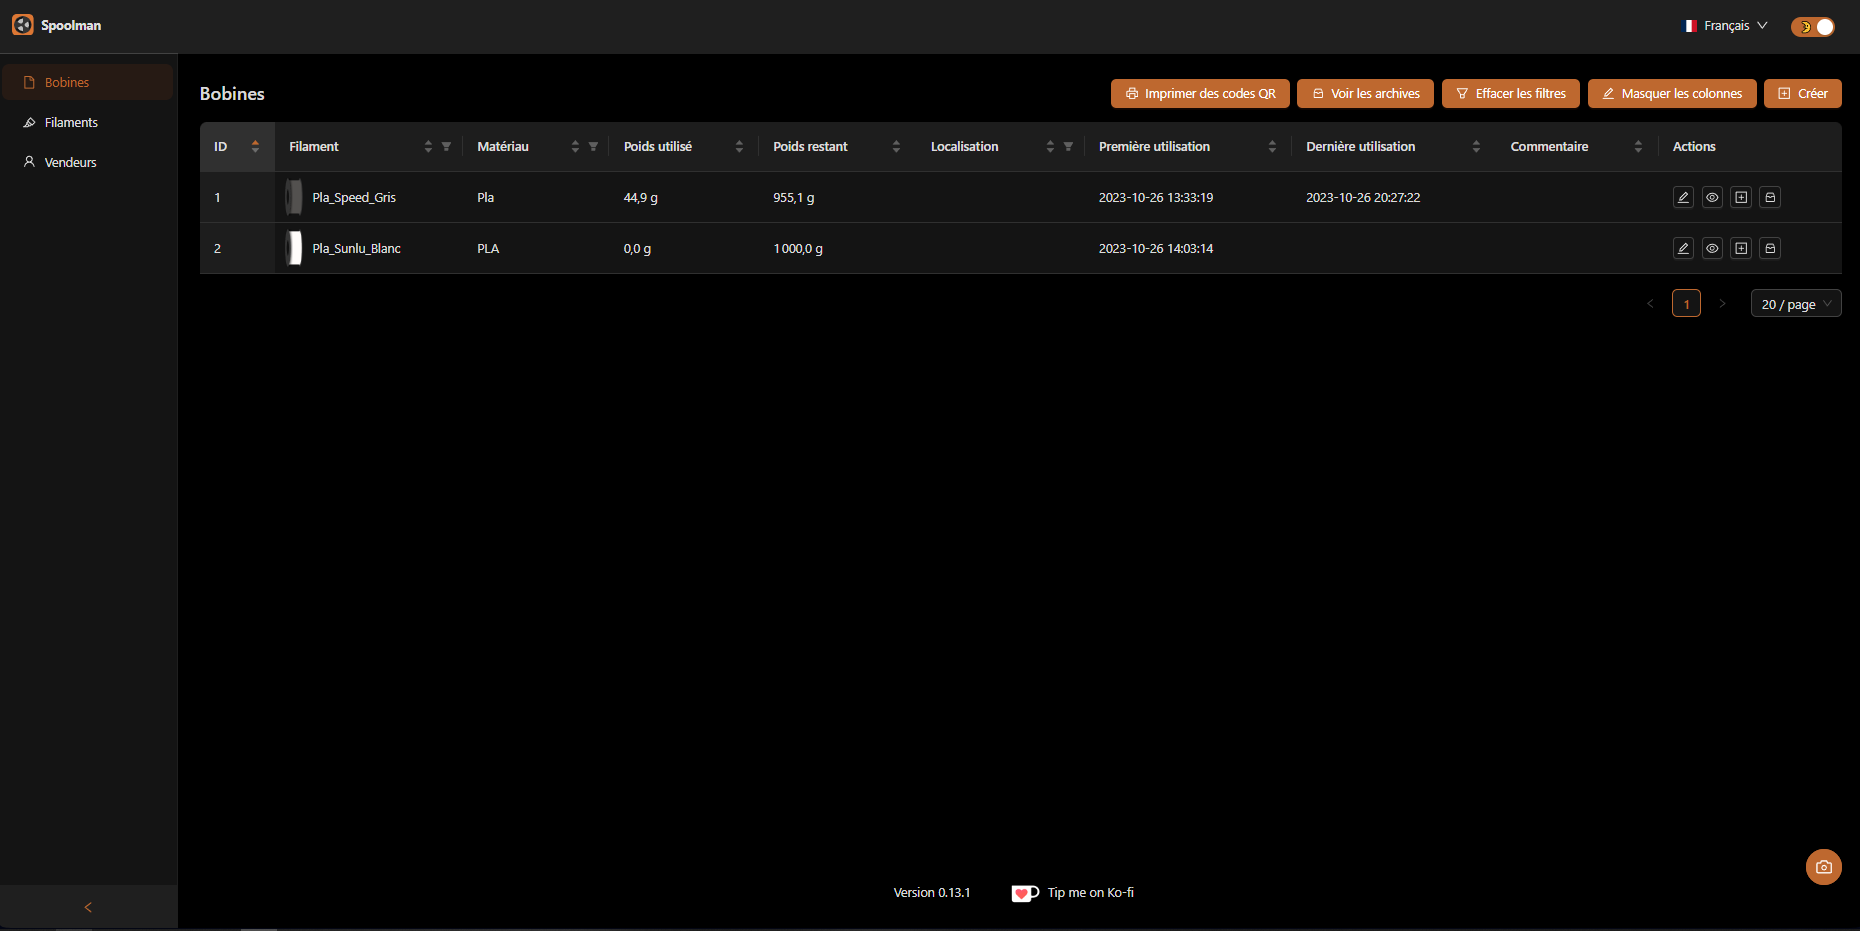 Spoolman
Français
Bobines
Filaments
Vendeurs
Bobines
Imprimer des codes QR
Voir les archives
Effacer les filtres
Masquer les colonnes
Créer
ID Filament Matériau Poids utilisé Poids restant Localisation Première utilisation Dernière utilisation Commentaire Actions
1 Pla_Speed_Gris Pla 44,9 g 955,1 g 2023-10-26 13:33:19 2023-10-26 20:27:22
2 Pla_Sunlu_Blanc PLA 0,0 g 1 000,0 g 2023-10-26 14:03:14
1
20 / page
Version 0.13.1
Tip me on Ko-fi